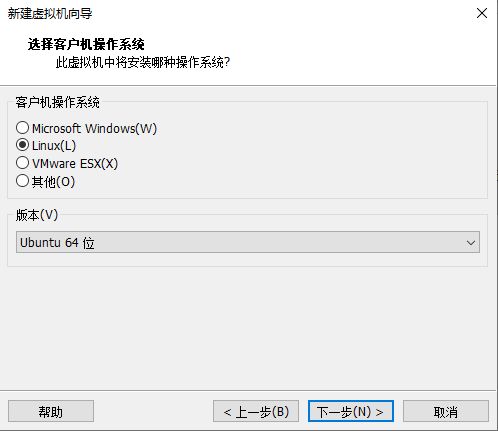 新建虚拟机向导
选择客户机操作系统
此虚拟机中将安装哪种操作系统?
客户机操作系统
Microsoft Windows(W)
Linux(L)
VMware ESX(X)
其他(O)
版本(V)
Ubuntu 64 位
帮助
< 上一步(B)
下一步(N) >
取消